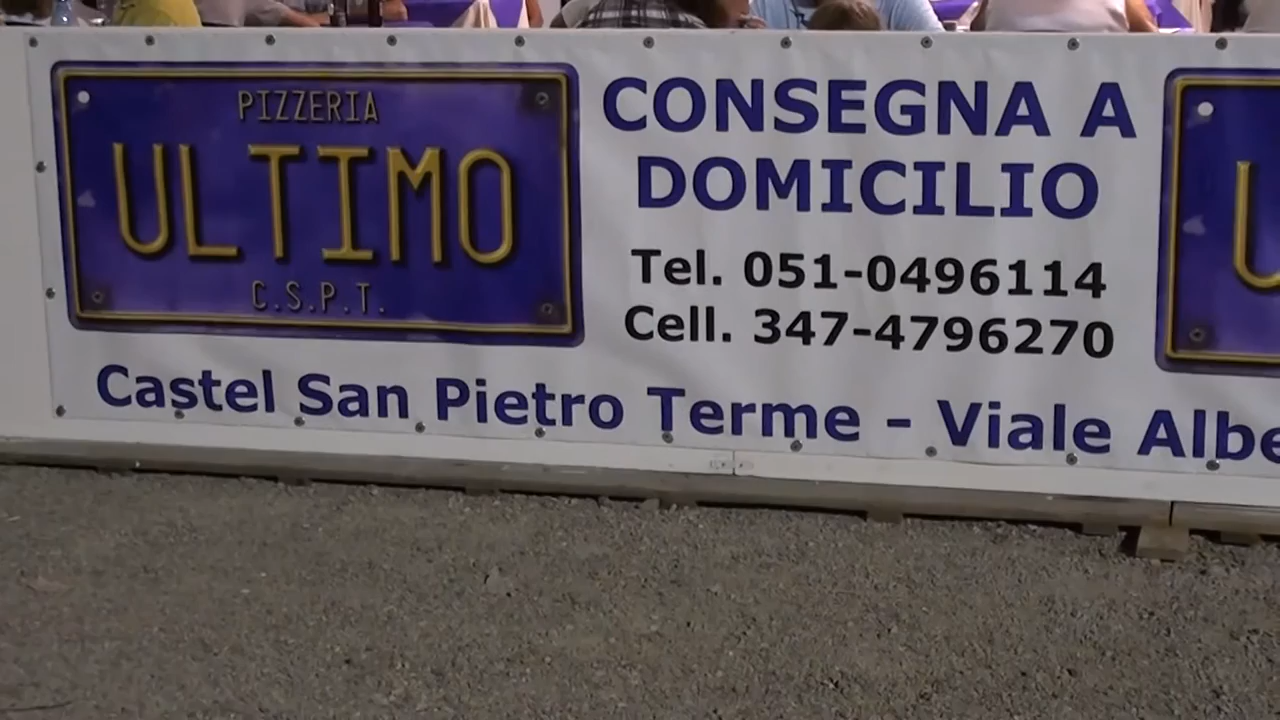 PIZZERIA
ULTIMO
C.S.P.T.
CONSEGNA A
DOMICILIO
Tel. 051-0496114
Cell. 347-4796270
Castel San Pietro Terme - Viale